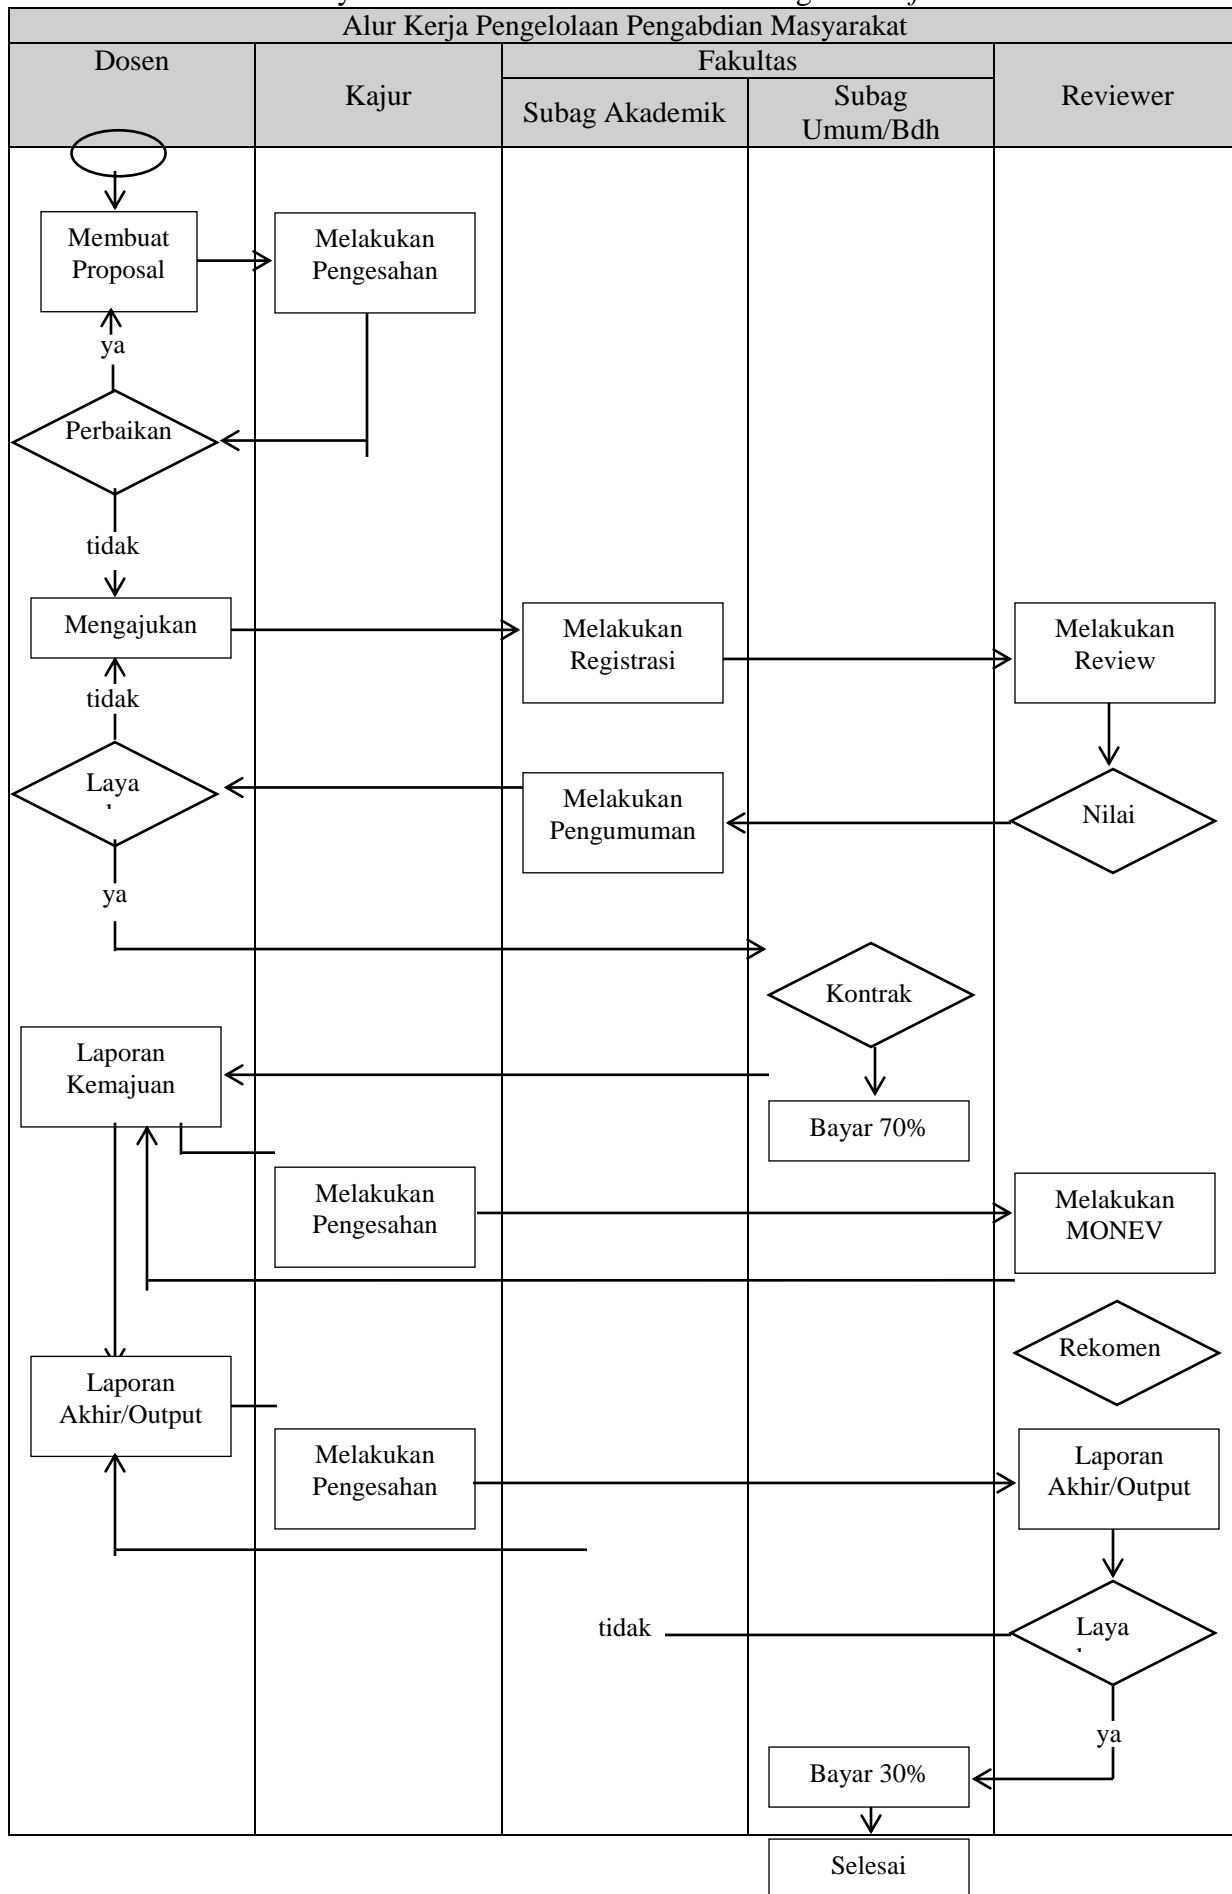 Alur Kerja Pengelolaan Pengabdian Masyarakat
Dosen
Kajur
Fakultas
Subag Akademik
Subag
Umum/Bdh
Reviewer
Membuat
Proposal
Melakukan
Pengesahan
ya
Perbaikan
tidak
Mengajukan
Melakukan
Registrasi
Melakukan
Review
tidak
Laya
Melakukan
Pengumuman
Nilai
ya
Kontrak
Laporan
Kemajuan
Bayar 70%
Melakukan
Pengesahan
Melakukan
MONEV
Rekomen
Laporan
Akhir/Output
Melakukan
Pengesahan
Laporan
Akhir/Output
tidak
Laya
ya
Bayar 30%
Selesai